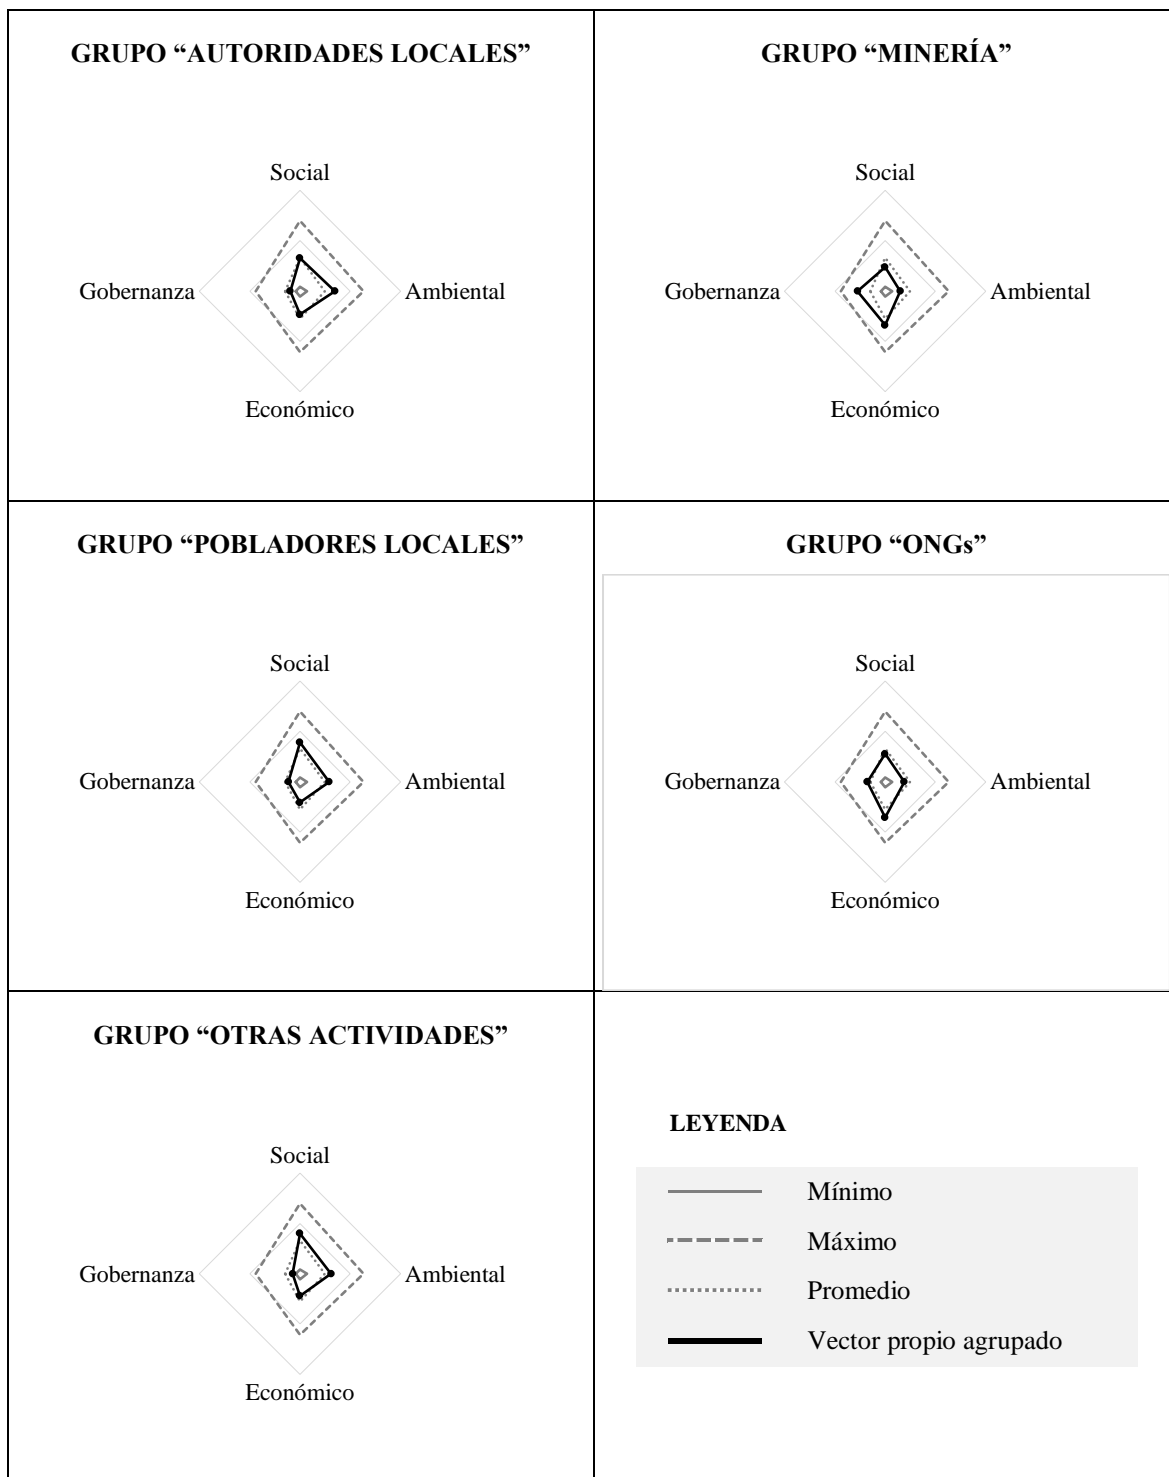 GRUPO “AUTORIDADES LOCALES”
Social
Gobernanza
Ambiental
Económico
GRUPO “MINERÍA”
Social
Gobernanza
Ambiental
Económico
GRUPO “POBLADORES LOCALES”
Social
Gobernanza
Ambiental
Económico
GRUPO “ONGs”
Social
Gobernanza
Ambiental
Económico
GRUPO “OTRAS ACTIVIDADES”
Social
Gobernanza
Ambiental
Económico
LEYENDA
Mínimo
Máximo
Promedio
Vector propio agrupado